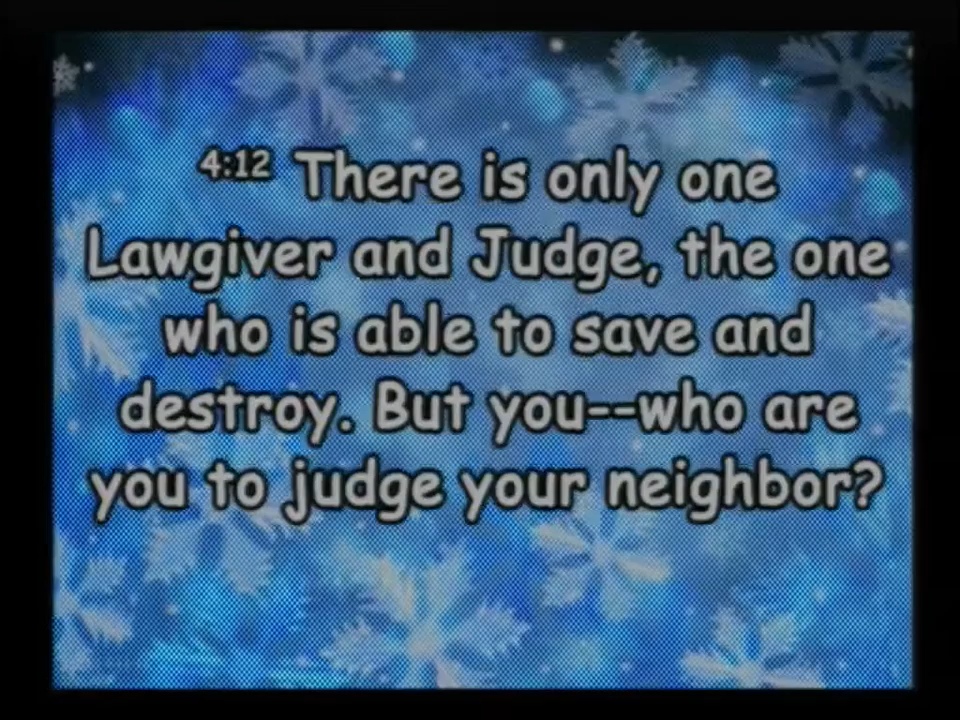 4:12 There is only one
Lawgiver and Judge, the one
who is able to save and
destroy. But you--who are
you to judge your neighbor?